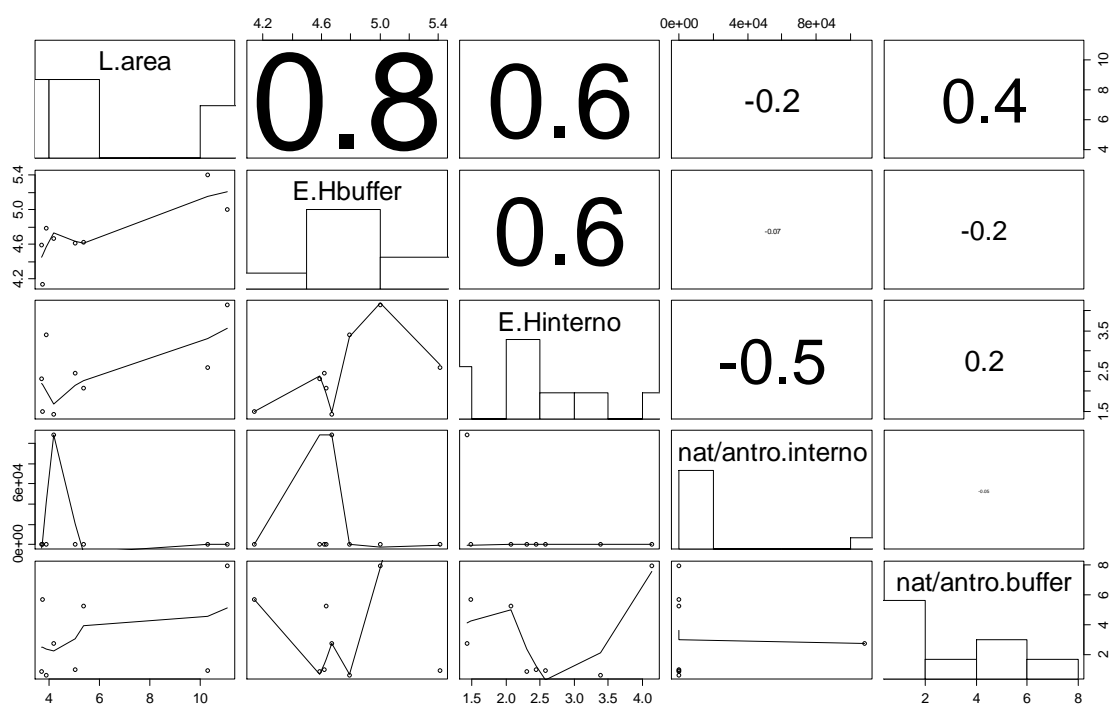 4.2 4.6 5.0 5.4 0e+00 4e+04 8e+04
L.area 0.8 0.6 -0.2 0.4
4 6 8 10
4.2 4.6 5.0 5.4
E.Hbuffer 0.6 -0.07 -0.2
E.Hinterno -0.5 0.2
1.5 2.5 3.5
0e+00 6e+04
nat/antro.interno -0.05
nat/antro.buffer
2 4 6 8
4 6 8 10 1.5 2.0 2.5 3.0 3.5 4.0 2 4 6 8